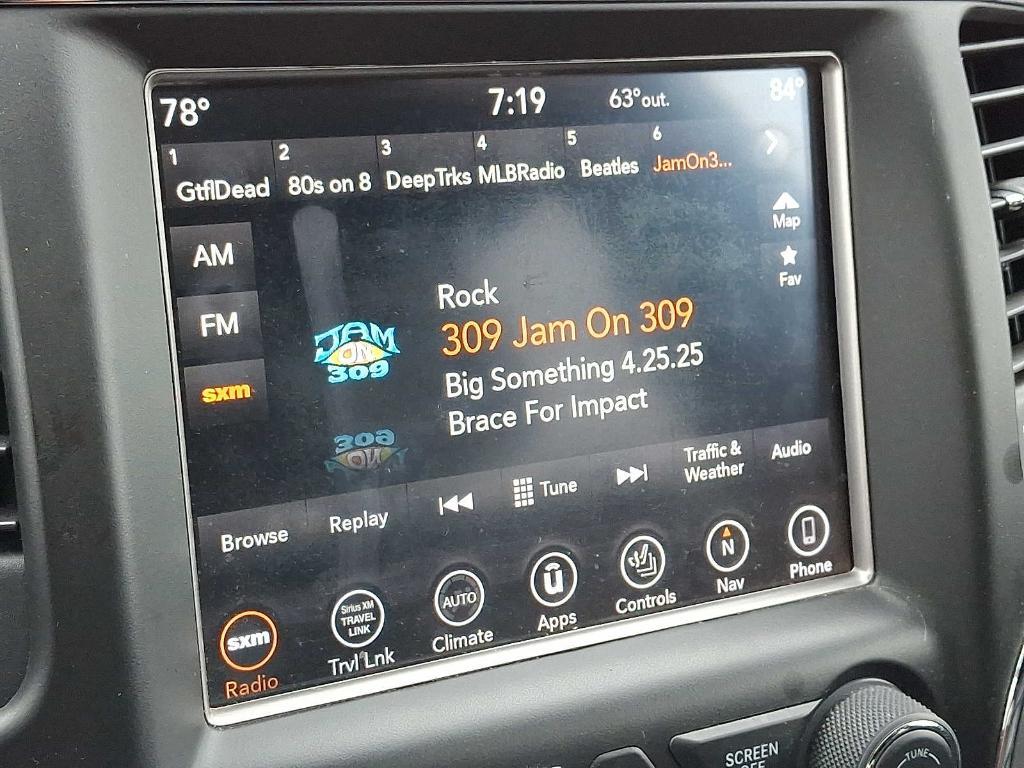 78° 7:19 63°out. 84°
1 2 3 4 5 6
GtflDead 80s on 8 DeepTrks MLBRadio Beatles JamOn3...
Map
AM
Fav
Rock
FM
309 Jam On 309
JAM
ON
309
Big Something 4.25.25
sxm
Brace For Impact
Browse Replay Tune Traffic &
Weather Audio
sxm
Radio
Sirius XM
TRAVEL
LINK
Trvl Lnk
AUTO
Climate
ū
Apps
Controls
N
Nav
Phone
SCREEN
OFF
TUNE